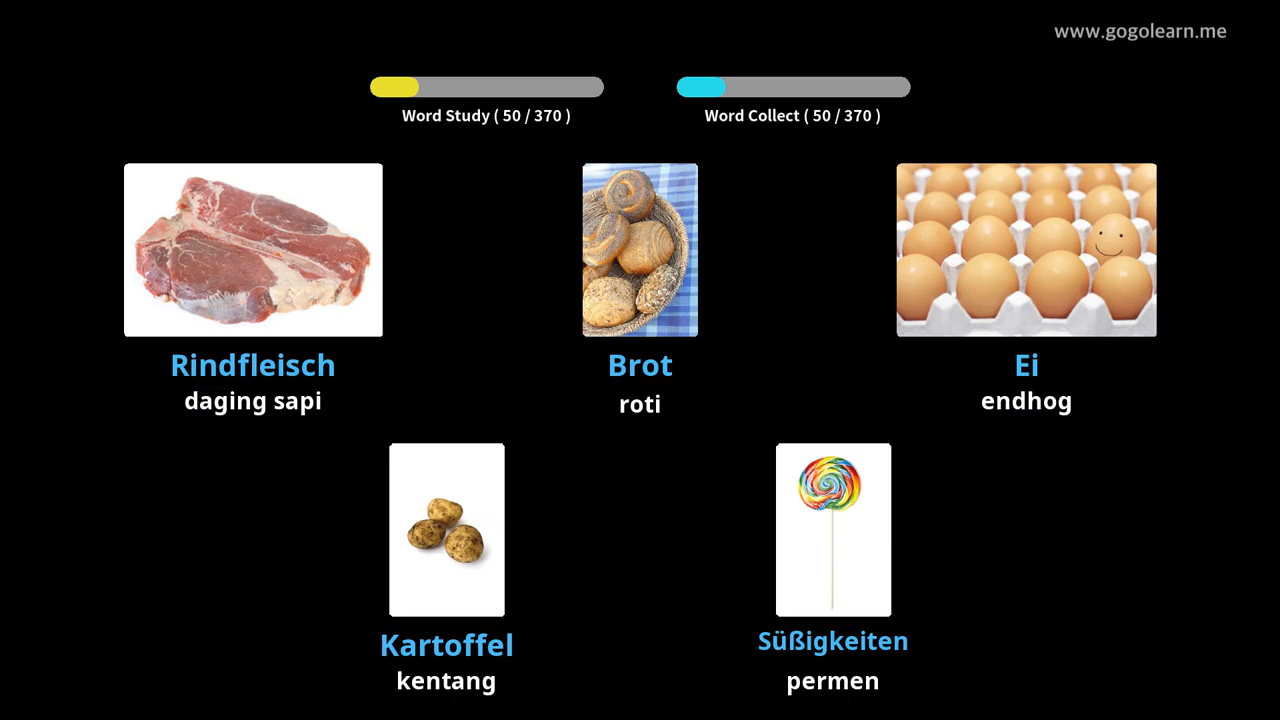 www.gogolearn.me
Word Study ( 50 / 370 )
Word Collect ( 50 / 370 )
Rindfleisch
daging sapi
Brot
roti
Ei
endhog
Kartoffel
kentang
Süßigkeiten
permen